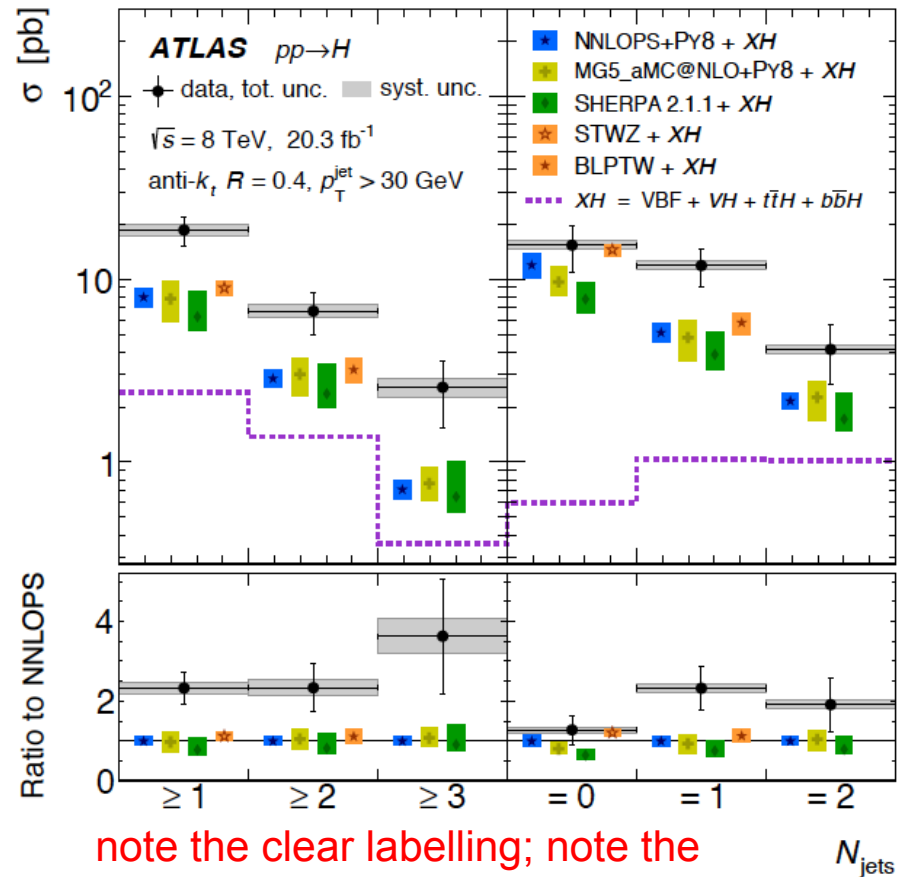 σ [pb]
ATLAS pp→H
data, tot. unc. syst. unc.
√s = 8 TeV, 20.3 fb⁻¹
anti-kₜ R = 0.4, p_T^jet > 30 GeV
NNLOPS+PY8 + XH
MG5_aMC@NLO+PY8 + XH
SHERPA 2.1.1 + XH
STWZ + XH
BLPTW + XH
XH = VBF + VH + tt̄H + bb̄H
10²
10
1
Ratio to NNLOPS
4
2
0
≥ 1 ≥ 2 ≥ 3 = 0 = 1 = 2
N_jets
note the clear labelling; note the